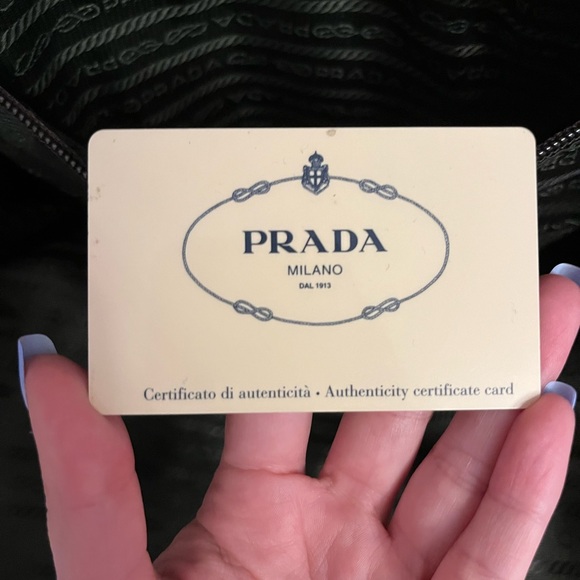 PRADA
MILANO
DAL 1913
Certificato di autenticità • Authenticity certificate card